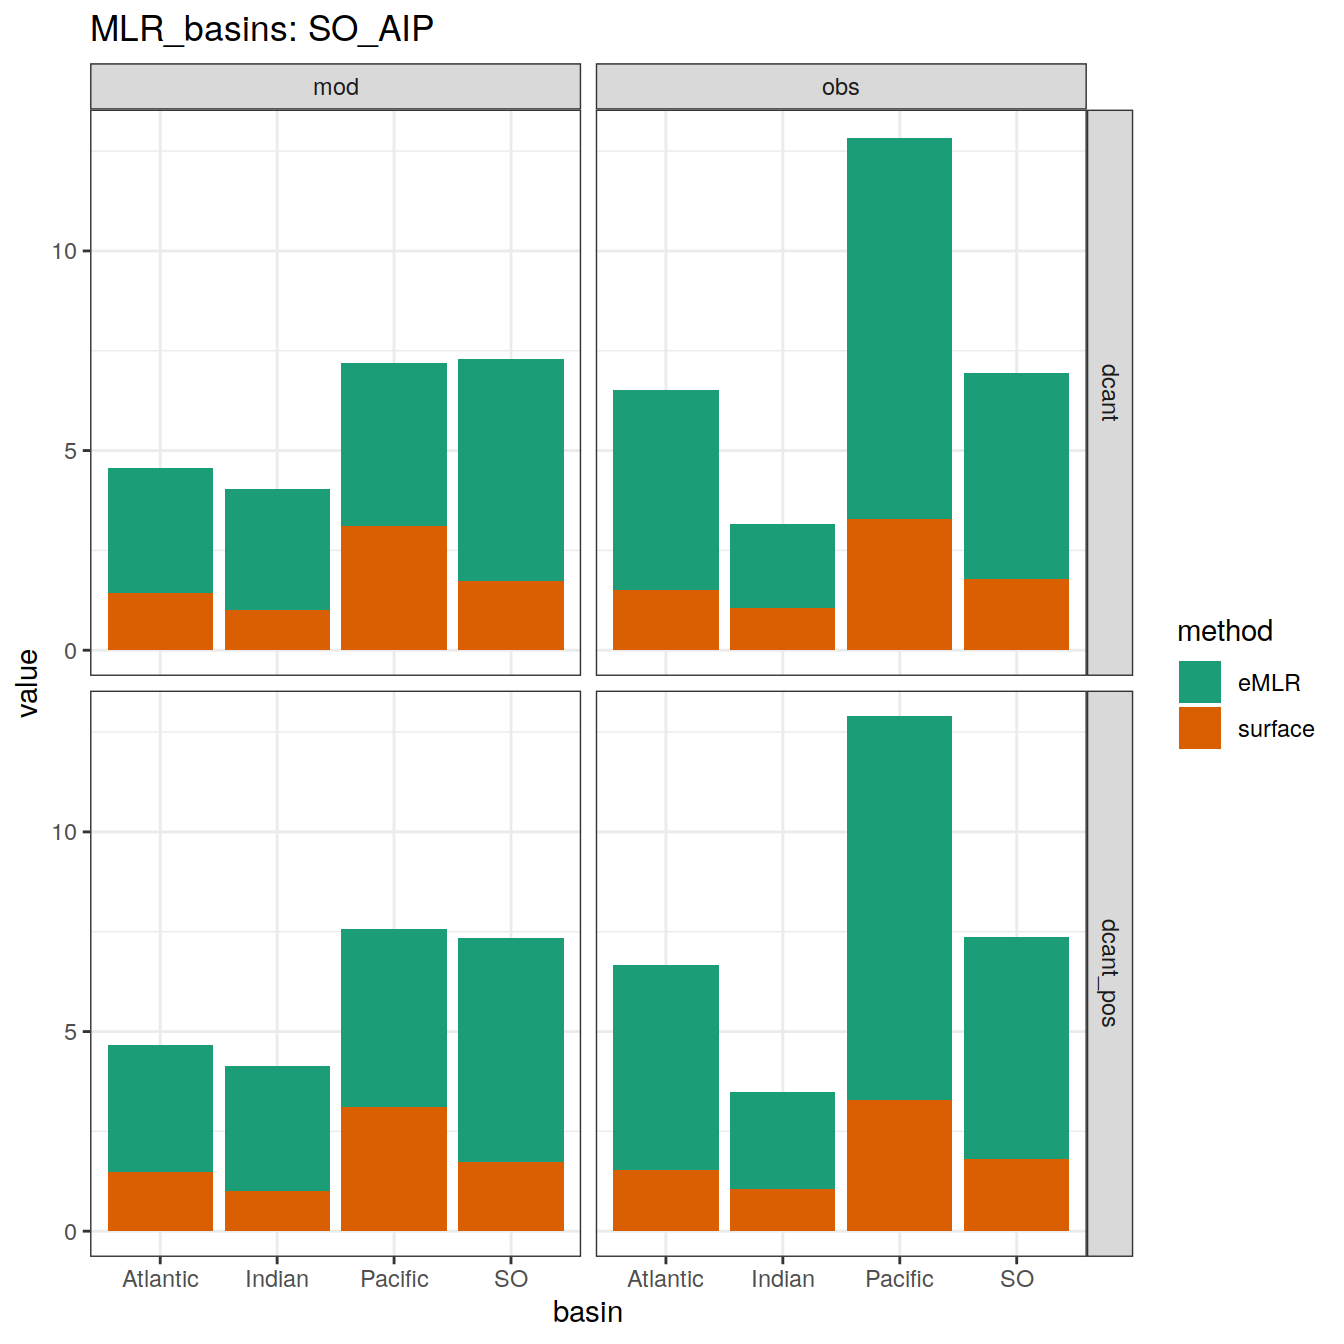 MLR_basins: SO_AIP
mod
obs
10
5
0
dcant
10
5
0
dcant_pos
value
Atlantic
Indian
Pacific
SO
Atlantic
Indian
Pacific
SO
basin
method
eMLR
surface